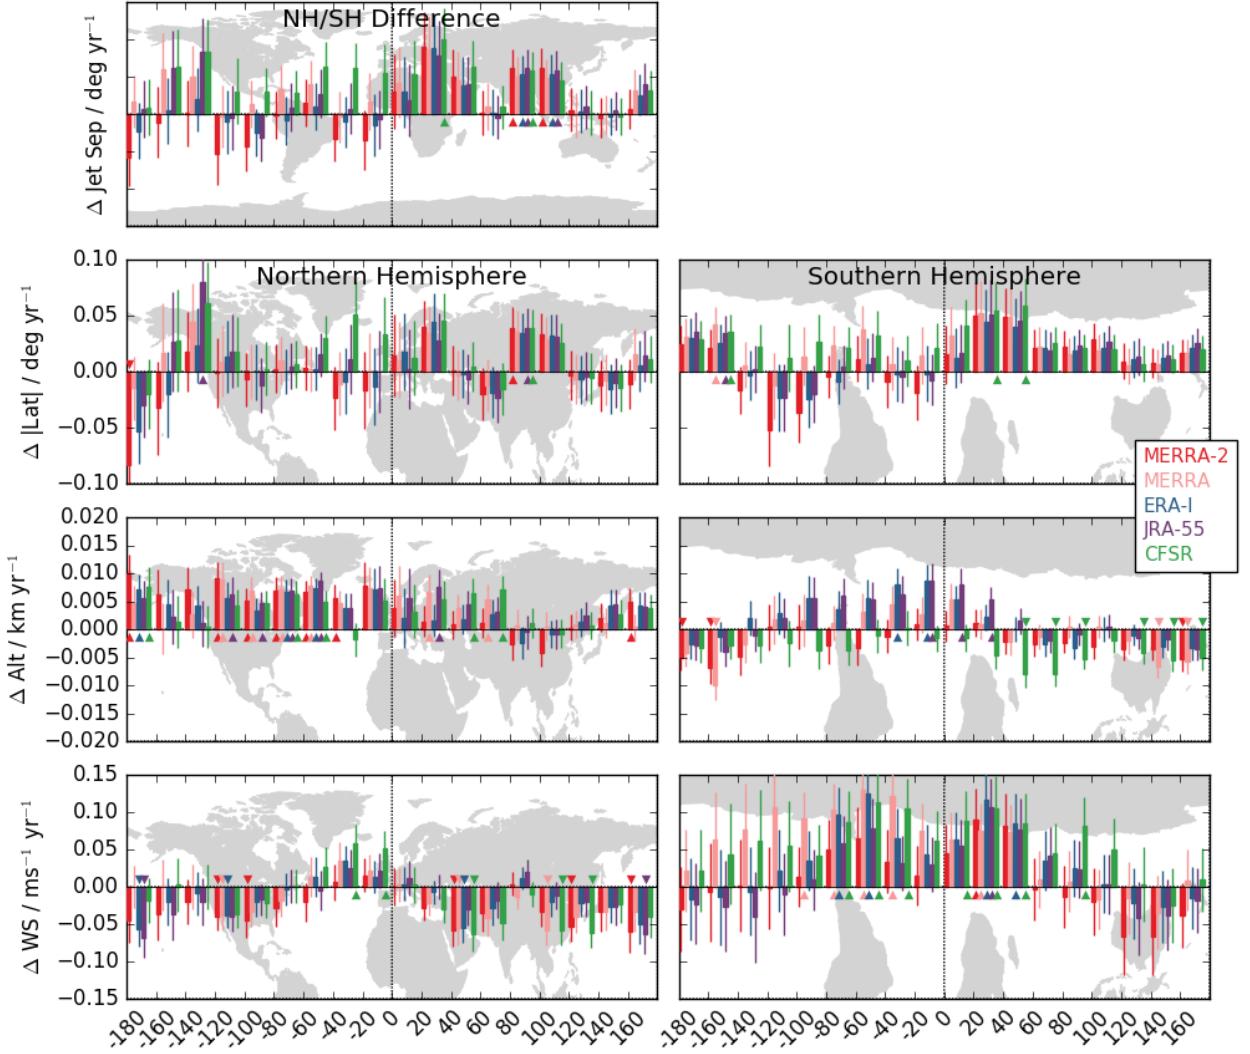 NH/SH Difference
Δ Jet Sep / deg yr⁻¹
Northern Hemisphere
Southern Hemisphere
0.10
0.05
0.00
−0.05
−0.10
Δ |Lat| / deg yr⁻¹
MERRA-2
MERRA
ERA-I
JRA-55
CFSR
0.020
0.015
0.010
0.005
0.000
−0.005
−0.010
−0.015
−0.020
Δ Alt / km yr⁻¹
0.15
0.10
0.05
0.00
−0.05
−0.10
−0.15
Δ WS / ms⁻¹ yr⁻¹
-180 -160 -140 -120 -100 -80 -60 -40 -20 0 20 40 60 80 100 120 140 160
-180 -160 -140 -120 -100 -80 -60 -40 -20 0 20 40 60 80 100 120 140 160